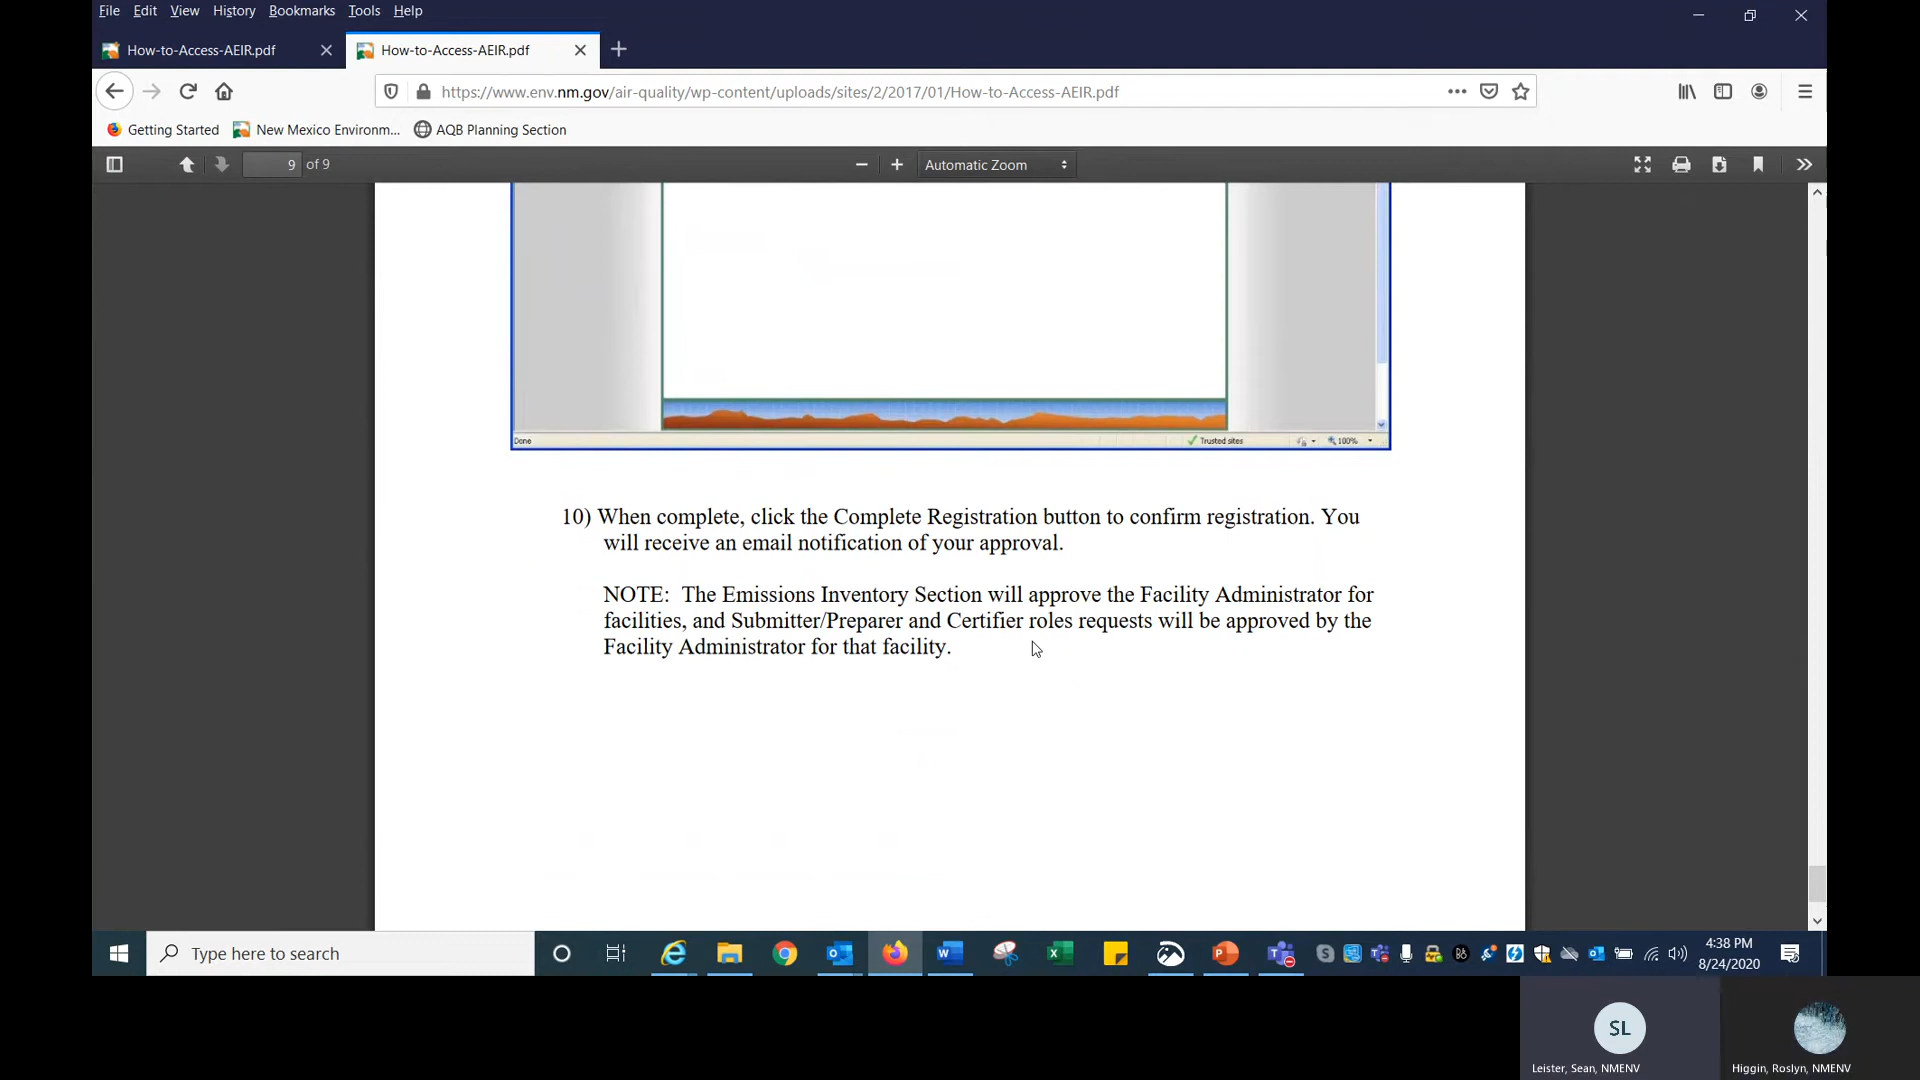 File Edit View History Bookmarks Tools Help
How-to-Access-AEIR.pdf
How-to-Access-AEIR.pdf
https://www.env.nm.gov/air-quality/wp-content/uploads/sites/2/2017/01/How-to-Access-AEIR.pdf
Getting Started
New Mexico Environm...
AQB Planning Section
9 of 9
Automatic Zoom
Done
Trusted sites
100%
10) When complete, click the Complete Registration button to confirm registration. You
will receive an email notification of your approval.
NOTE: The Emissions Inventory Section will approve the Facility Administrator for
facilities, and Submitter/Preparer and Certifier roles requests will be approved by the
Facility Administrator for that facility.
Type here to search
4:38 PM
8/24/2020
SL
Leister, Sean, NMENV
Higgin, Roslyn, NMENV